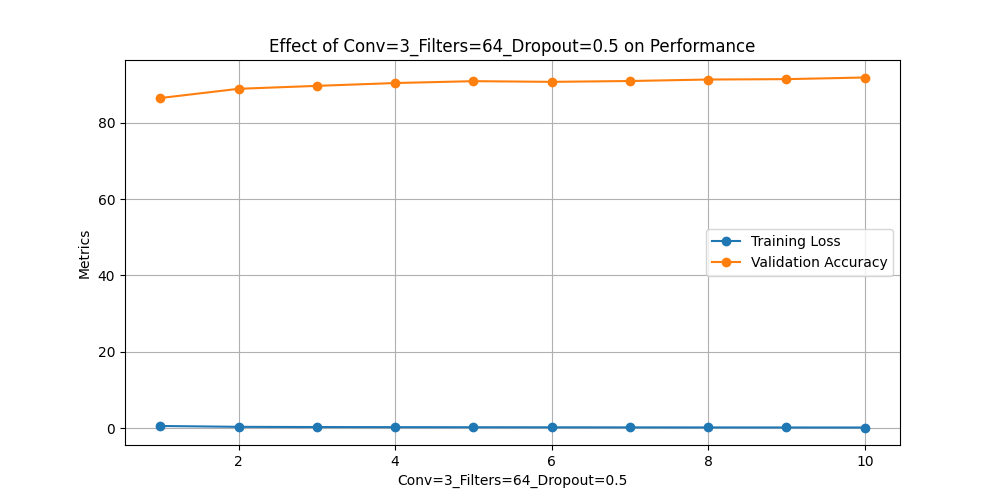 Effect of Conv=3_Filters=64_Dropout=0.5 on Performance
80
60
40
20
0
Metrics
Training Loss
Validation Accuracy
2
4
6
8
10
Conv=3_Filters=64_Dropout=0.5